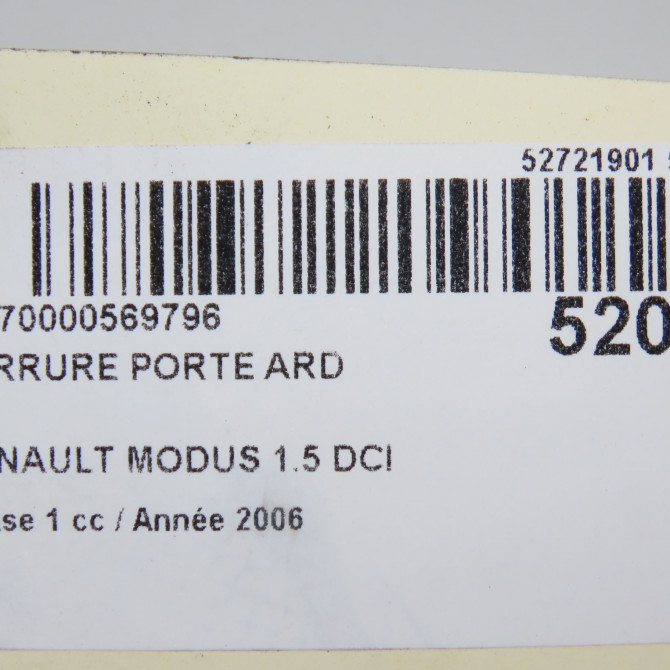 52721901
70000569796
520
RRURE PORTE ARD
NAULT MODUS 1.5 DCI
se 1 cc / Année 2006